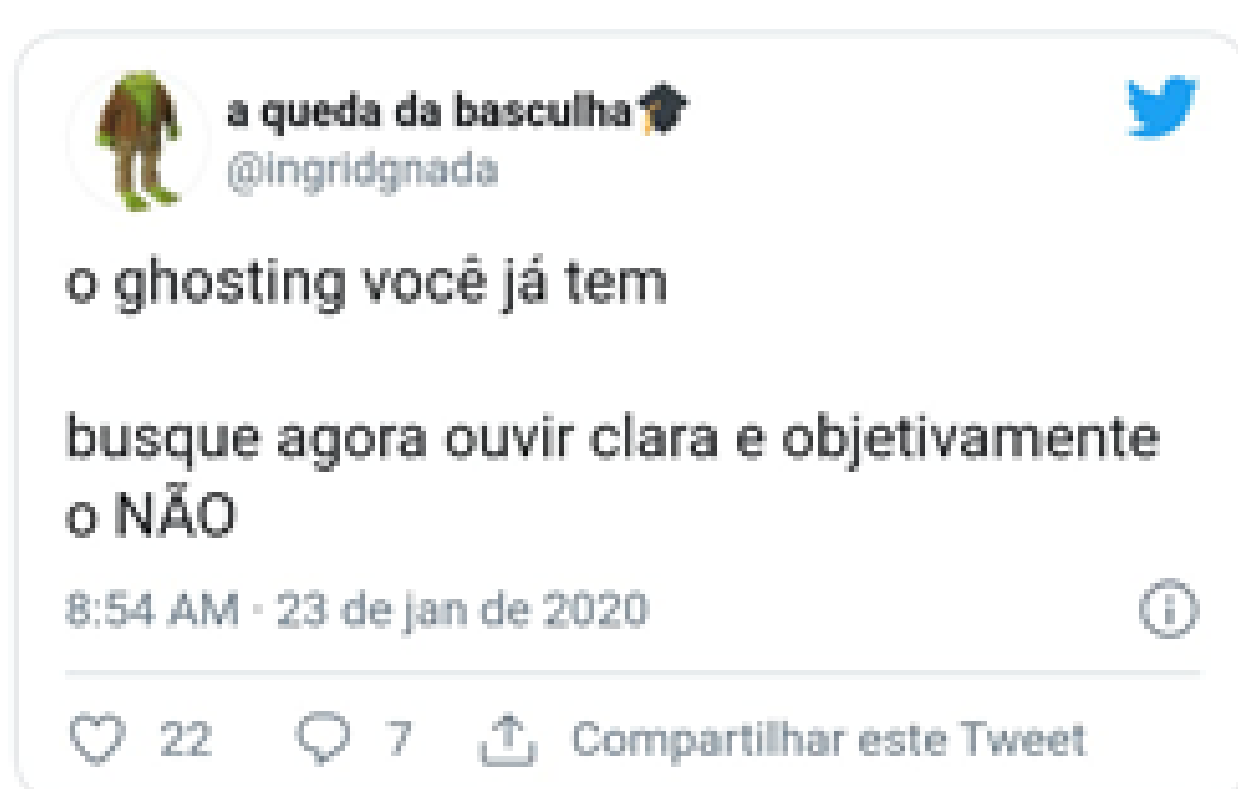 a queda da basculha🎓
@ingridgnada
o ghosting você já tem
busque agora ouvir clara e objetivamente
o NÃO
8:54 AM · 23 de jan de 2020
22 7 Compartilhar este Tweet